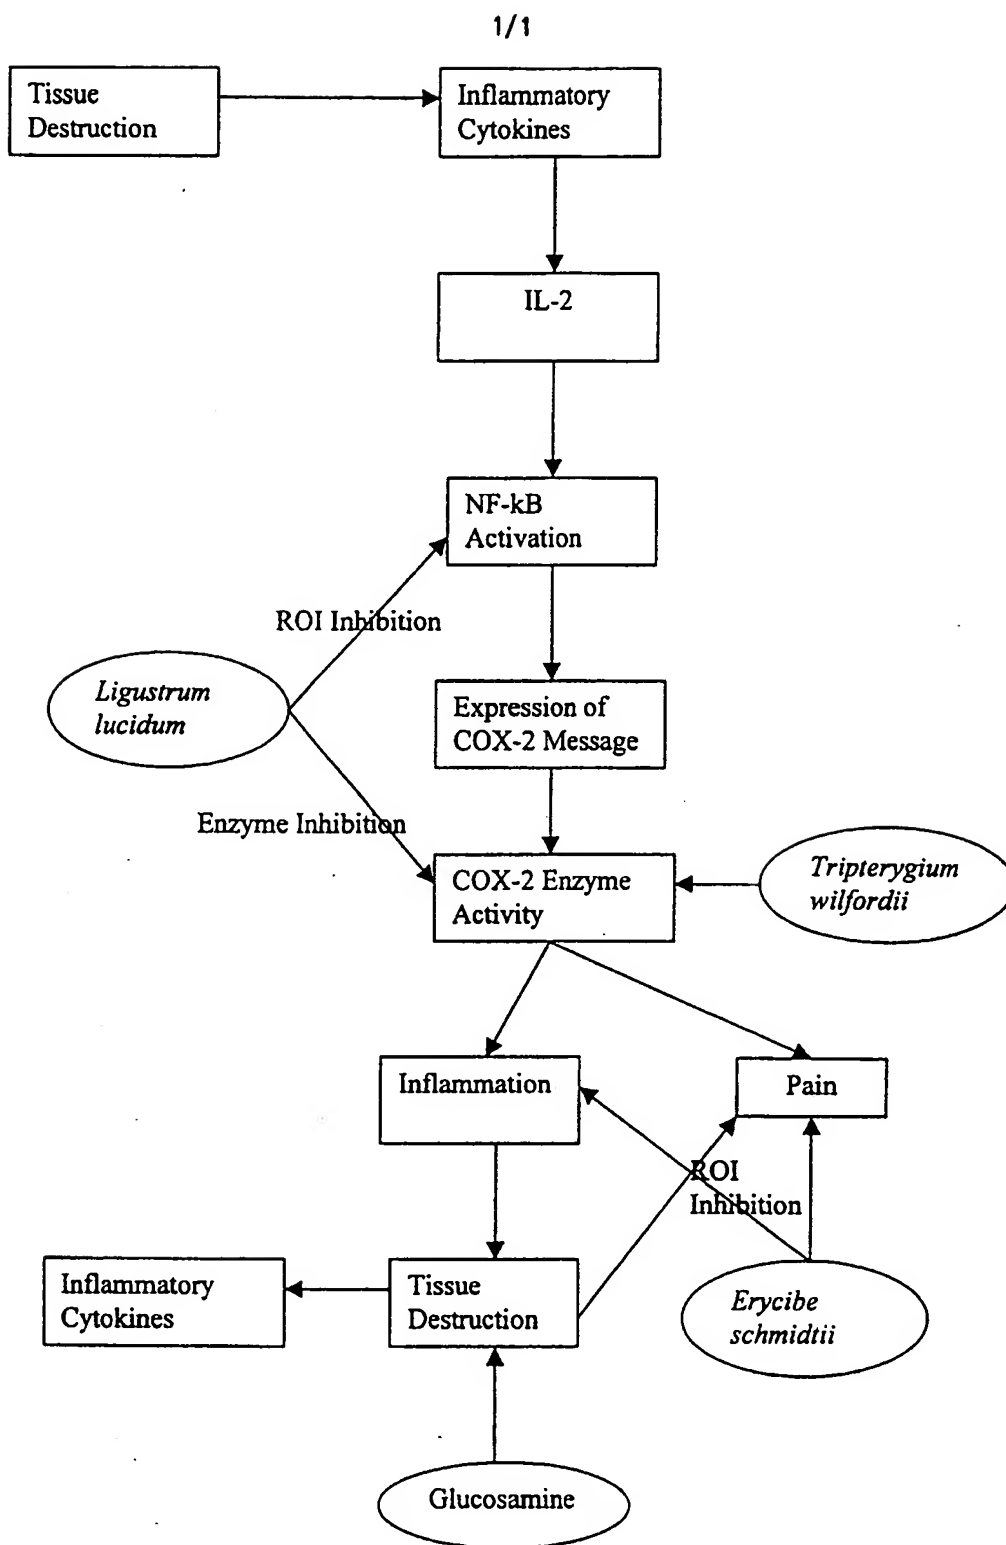 1/1
Tissue
Destruction
Inflammatory
Cytokines
IL-2
NF-kB
Activation
ROI Inhibition
Ligustrum
lucidum
Expression of
COX-2 Message
Enzyme Inhibition
COX-2 Enzyme
Activity
Tripterygium
wilfordii
Inflammation
Pain
ROI
Inhibition
Inflammatory
Cytokines
Tissue
Destruction
Erycibe
schmidtii
Glucosamine